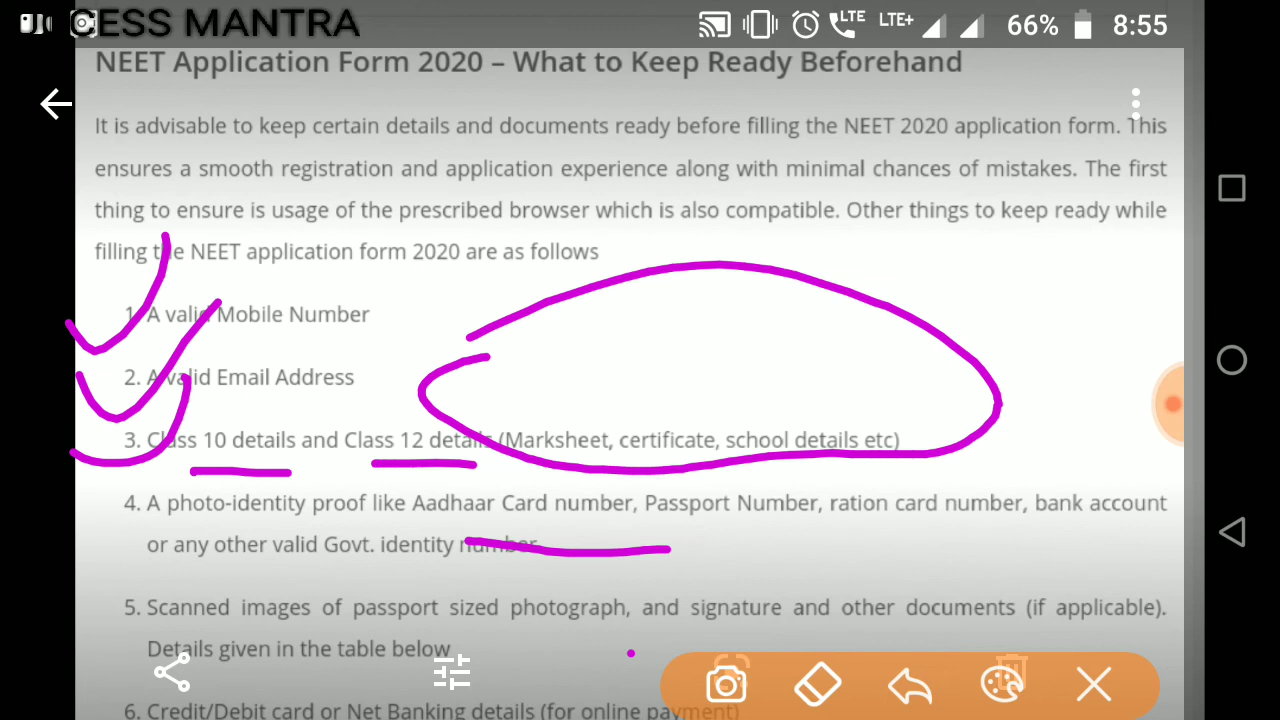 CESS MANTRA
LTE LTE+ 66% 8:55
NEET Application Form 2020 – What to Keep Ready Beforehand
It is advisable to keep certain details and documents ready before filling the NEET 2020 application form. This
ensures a smooth registration and application experience along with minimal chances of mistakes. The first
thing to ensure is usage of the prescribed browser which is also compatible. Other things to keep ready while
filling the NEET application form 2020 are as follows
1. A valid Mobile Number
2. A valid Email Address
3. Class 10 details and Class 12 details (Marksheet, certificate, school details etc)
4. A photo-identity proof like Aadhaar Card number, Passport Number, ration card number, bank account
or any other valid Govt. identity number
5. Scanned images of passport sized photograph, and signature and other documents (if applicable).
Details given in the table below
6. Credit/Debit card or Net Banking details (for online payment)